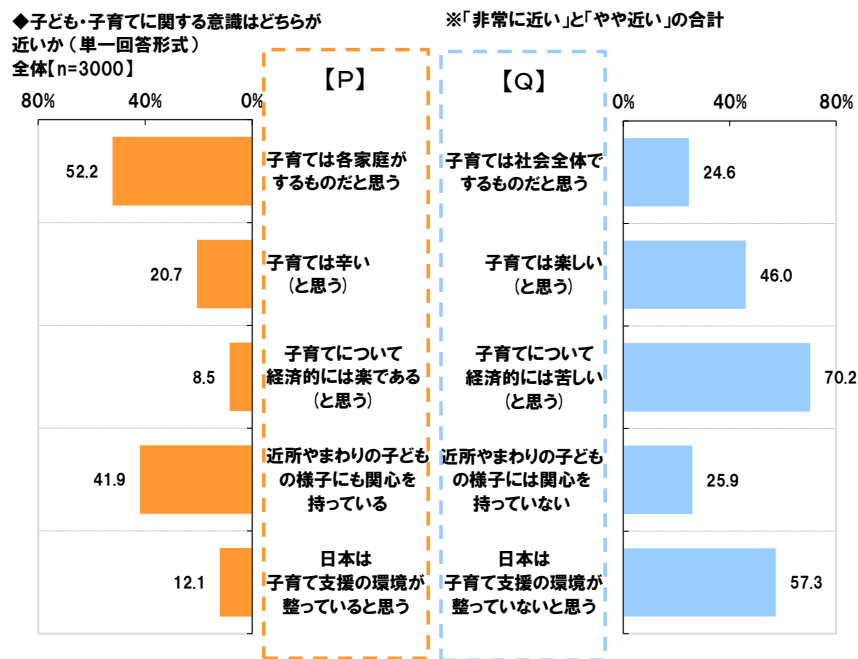 ◆子ども・子育てに関する意識はどちらが
近いか(単一回答形式)
全体【n=3000】
※「非常に近い」と「やや近い」の合計
【P】
【Q】
80%
40%
0%
0%
40%
80%
52.2
子育ては各家庭が
するものだと思う
子育ては社会全体で
するものだと思う
24.6
20.7
子育ては辛い
(と思う)
子育ては楽しい
(と思う)
46.0
8.5
子育てについて
経済的には楽である
(と思う)
子育てについて
経済的には苦しい
(と思う)
70.2
41.9
近所やまわりの子ども
の様子にも関心を
持っている
近所やまわりの子ども
の様子には関心を
持っていない
25.9
12.1
日本は
子育て支援の環境が
整っていると思う
日本は
子育て支援の環境が
整っていないと思う
57.3